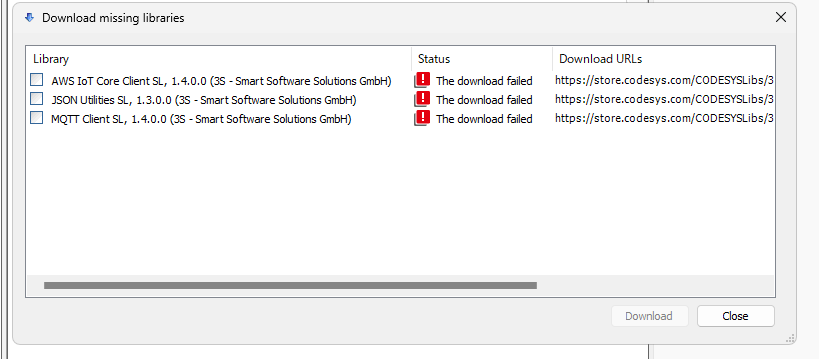 Download missing libraries
Library Status Download URLs
AWS IoT Core Client SL, 1.4.0.0 (3S - Smart Software Solutions GmbH) The download failed https://store.codesys.com/CODESYSLibs/3
JSON Utilities SL, 1.3.0.0 (3S - Smart Software Solutions GmbH) The download failed https://store.codesys.com/CODESYSLibs/3
MQTT Client SL, 1.4.0.0 (3S - Smart Software Solutions GmbH) The download failed https://store.codesys.com/CODESYSLibs/3
Download Close